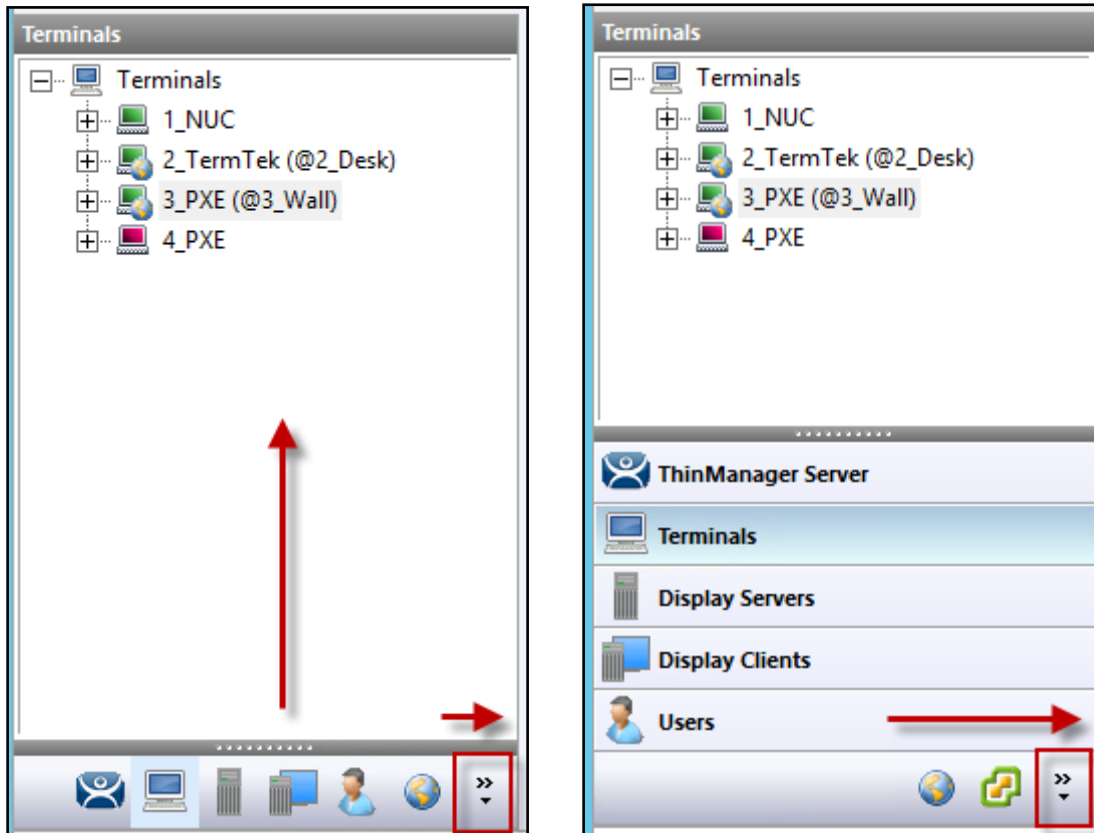 Terminals
Terminals
1_NUC
2_TermTek (@2_Desk)
3_PXE (@3_Wall)
4_PXE
Terminals
Terminals
1_NUC
2_TermTek (@2_Desk)
3_PXE (@3_Wall)
4_PXE
ThinManager Server
Terminals
Display Servers
Display Clients
Users